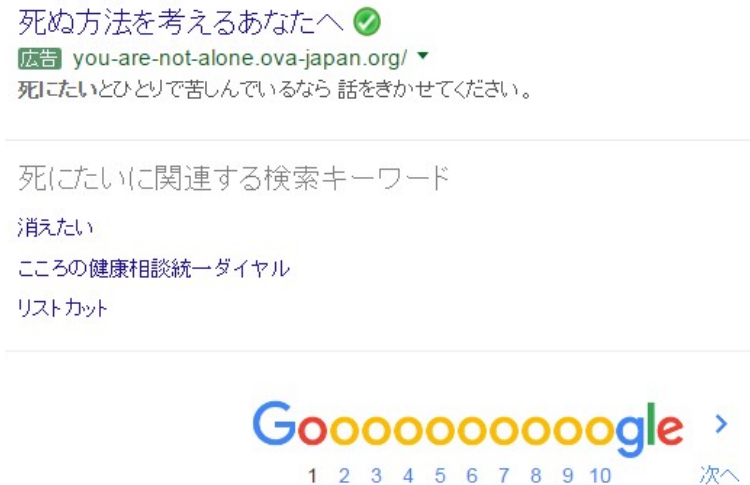 死ぬ方法を考えるあなたへ
広告 you-are-not-alone.ova-japan.org/
死にたいとひとりで苦しんでいるなら 話をきかせてください。
死にたいに関連する検索キーワード
消えたい
こころの健康相談統一ダイヤル
リストカット
Goooooooooogle
1 2 3 4 5 6 7 8 9 10 次へ